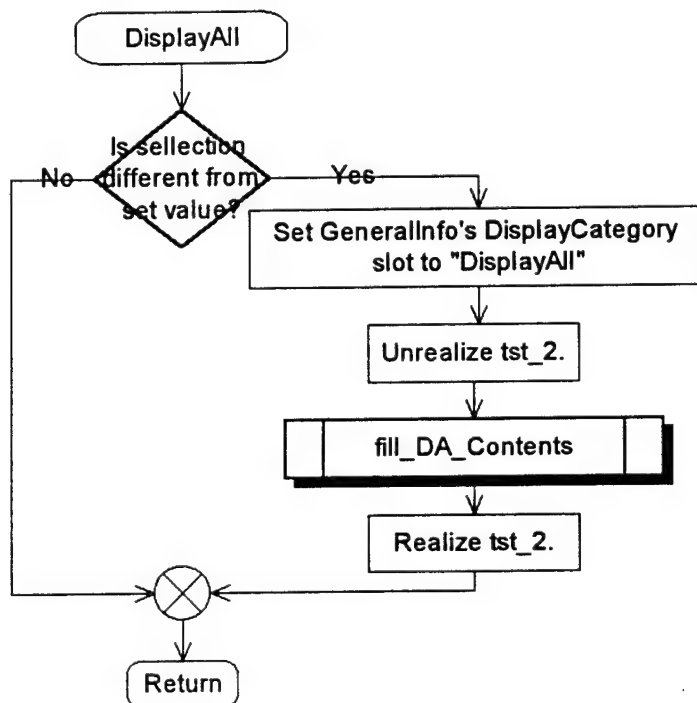 DisplayAll
Is sellection
different from
set value?
No
Yes
Set GeneralInfo's DisplayCategory
slot to "DisplayAll"
Unrealize tst_2.
fill_DA_Contents
Realize tst_2.
Return